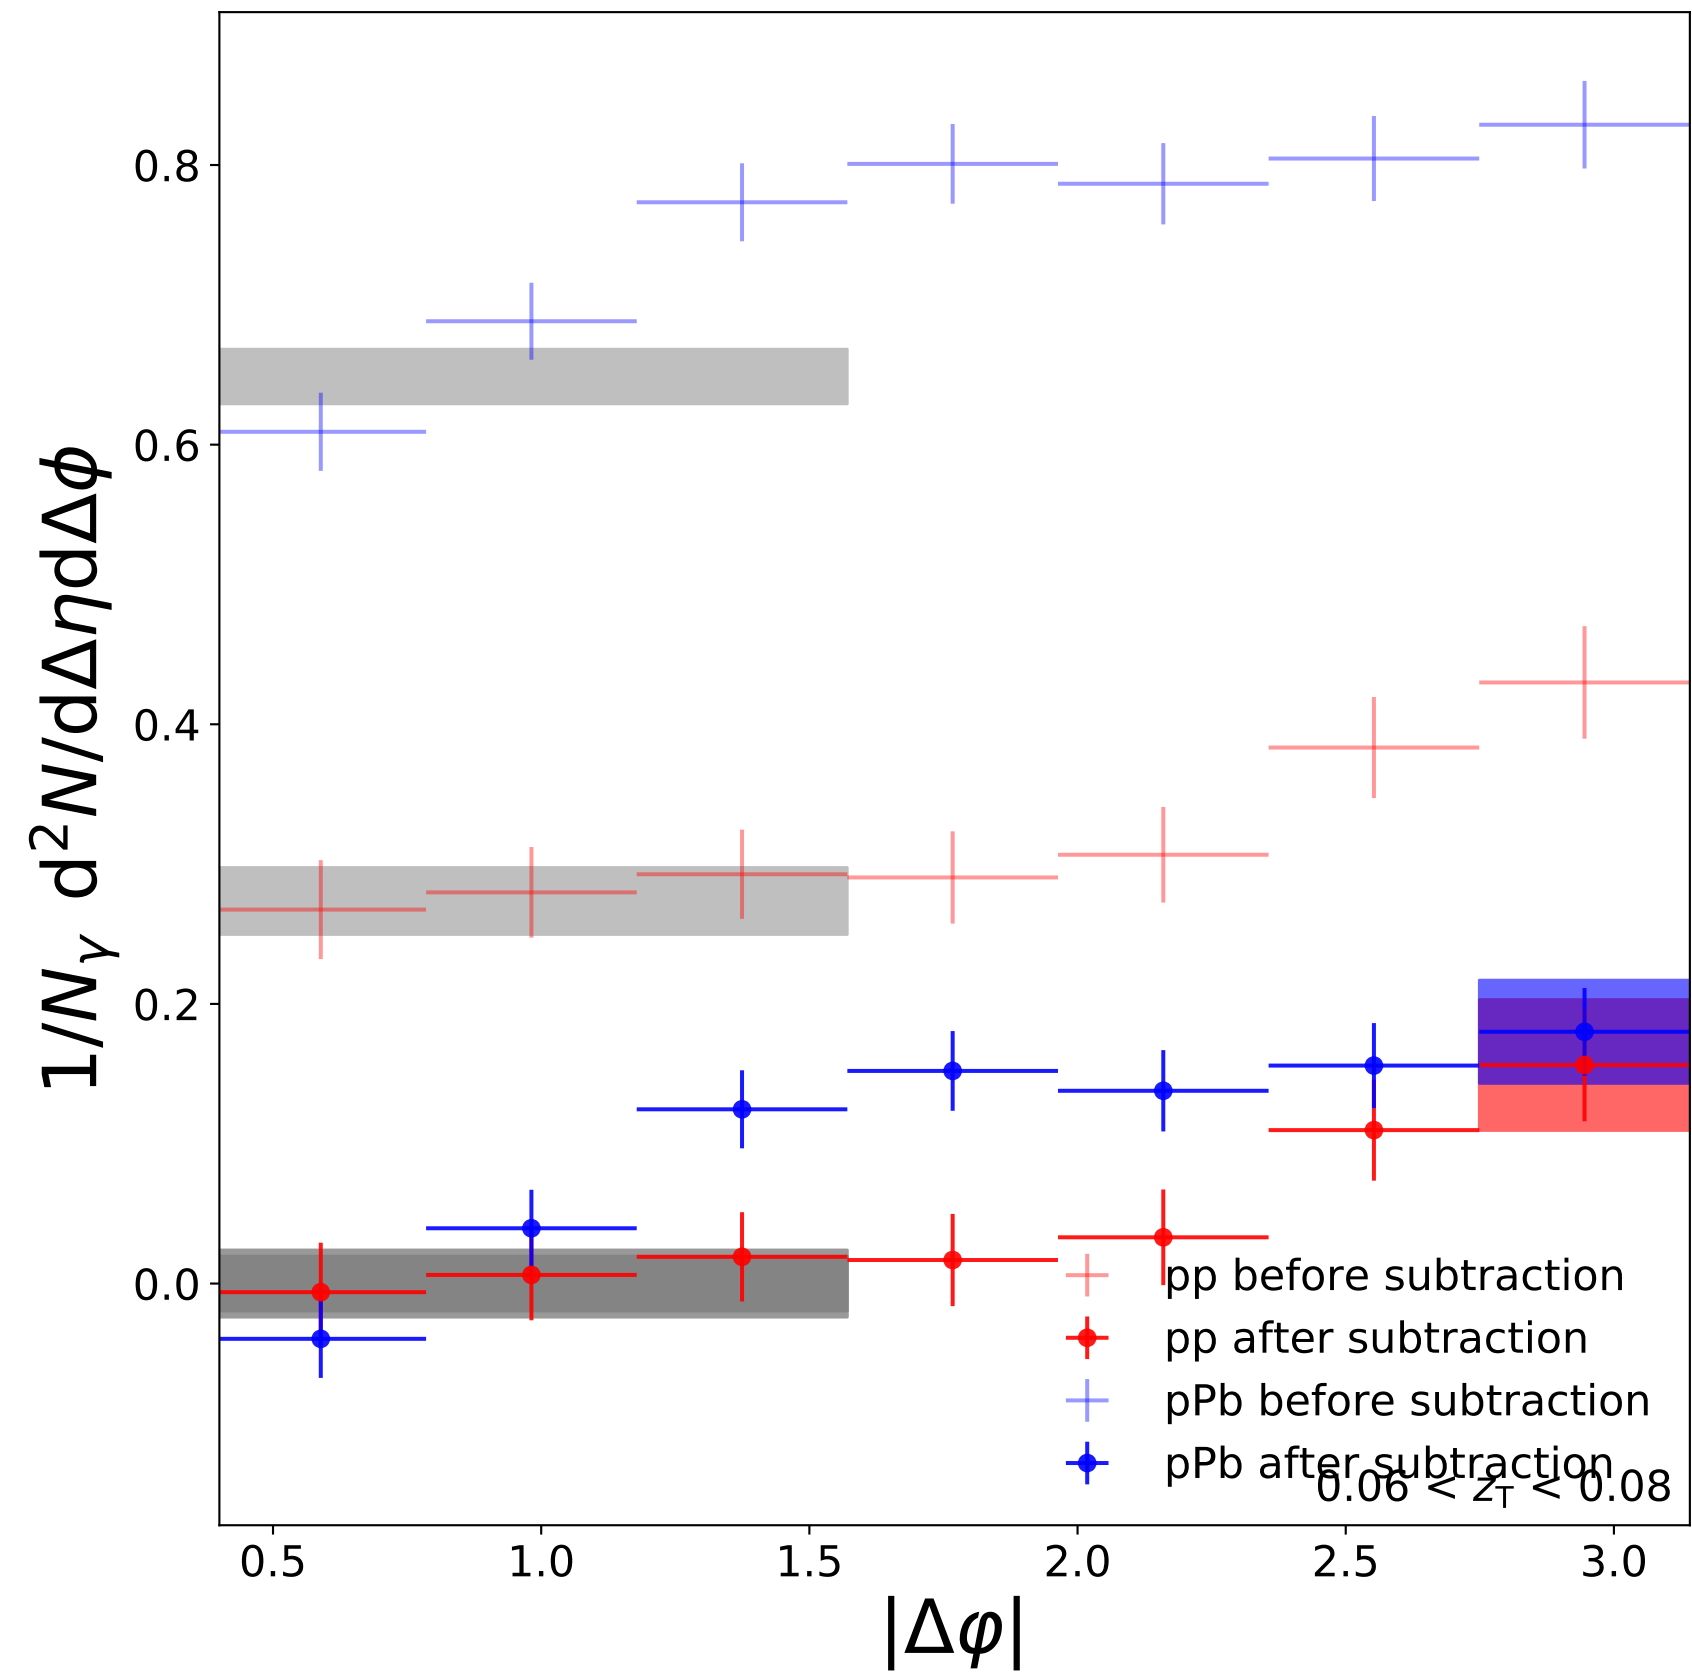 1/Nγ d²N/dΔηdΔϕ
0.8
0.6
0.4
0.2
0.0
pp before subtraction
pp after subtraction
pPb before subtraction
pPb after subtraction
0.06 < zT < 0.08
0.5 1.0 1.5 2.0 2.5 3.0
|Δφ|